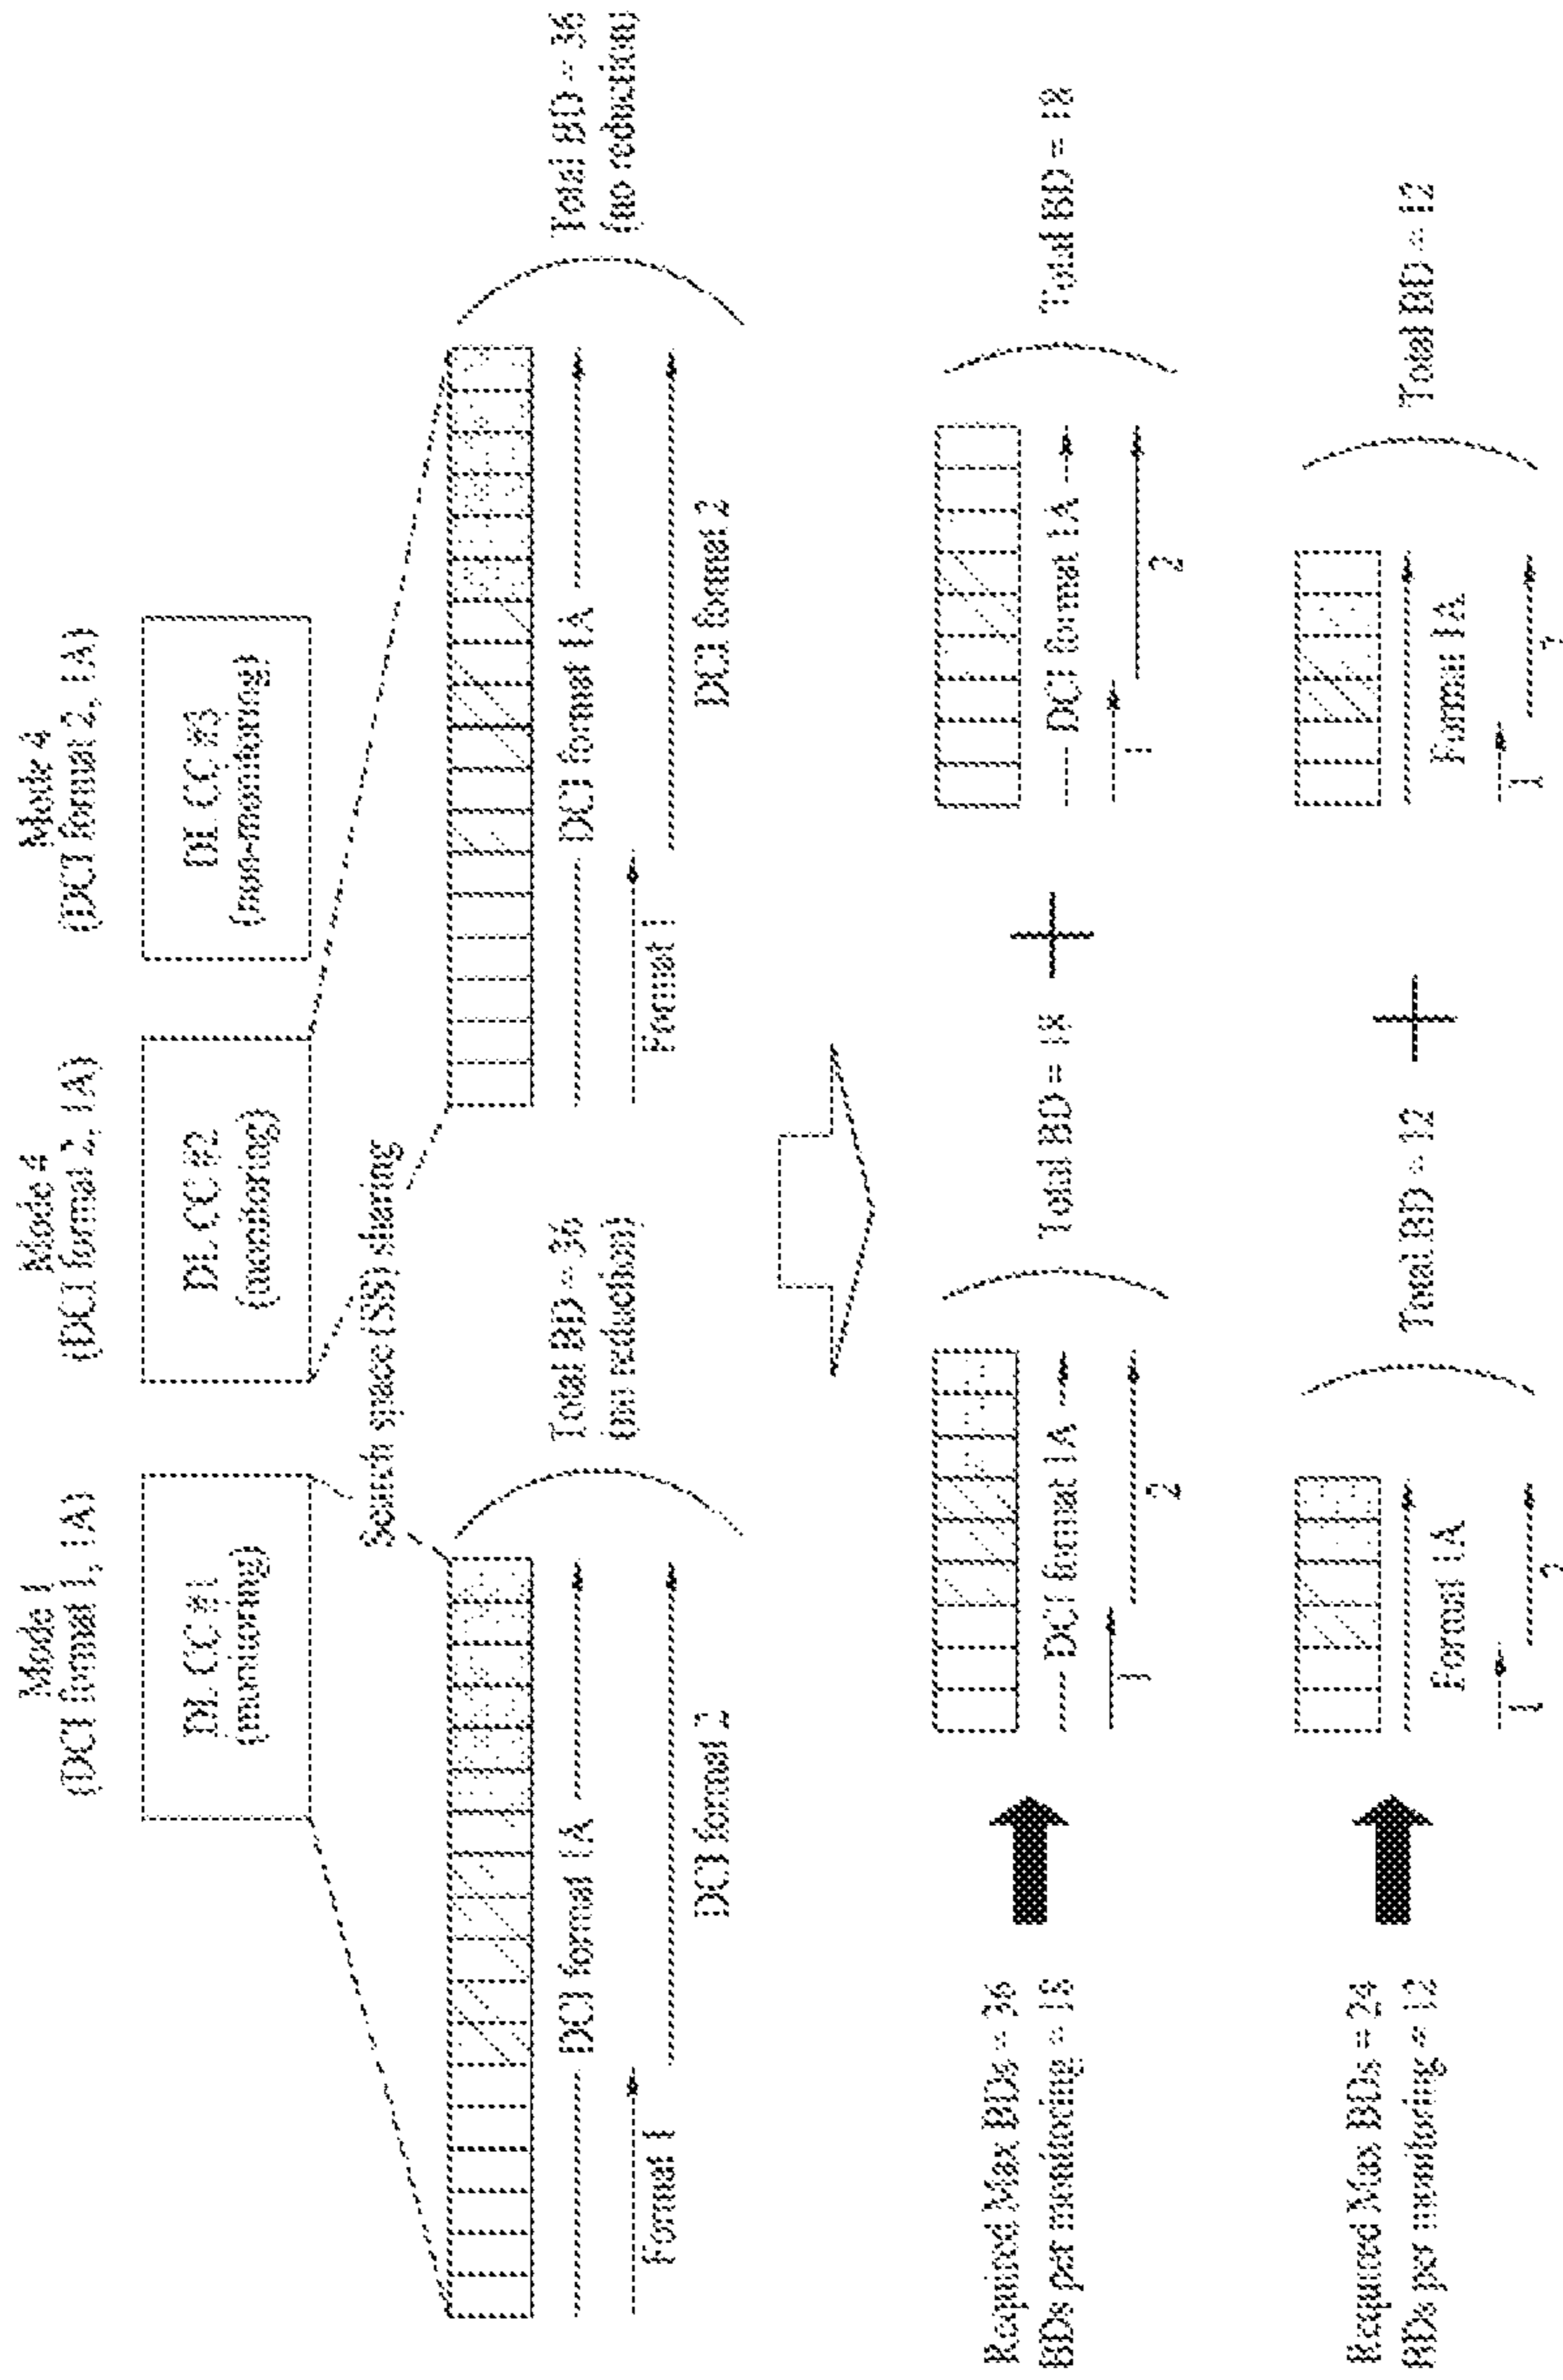 Mode 1
(DCI format 1, 1A)
DL CC #1
(monitoring)
Mode 4
(DCI format 2, 1A)
DL CC #2
(monitoring)
Mode 4
(DCI format 2, 1A)
DL CC #3
(non-monitoring)
Search space (SS) sharing
DCI format 1A
Format 1
DCI format 2
Total BD = 36
(no reduction)
DCI format 1A
Format 1
DCI format 2
Total BD = 36
(no reduction)
Required Max BDs = 36
BDs per monitoring = 18
DCI format 1A
1
2
Total BD = 18
+
DCI format 1A
1
2
Total BD = 18
Required Max BDs = 24
BDs per monitoring = 12
Format 1A
1
2
Total BD = 12
+
Format 1A
1
2
Total BD = 12